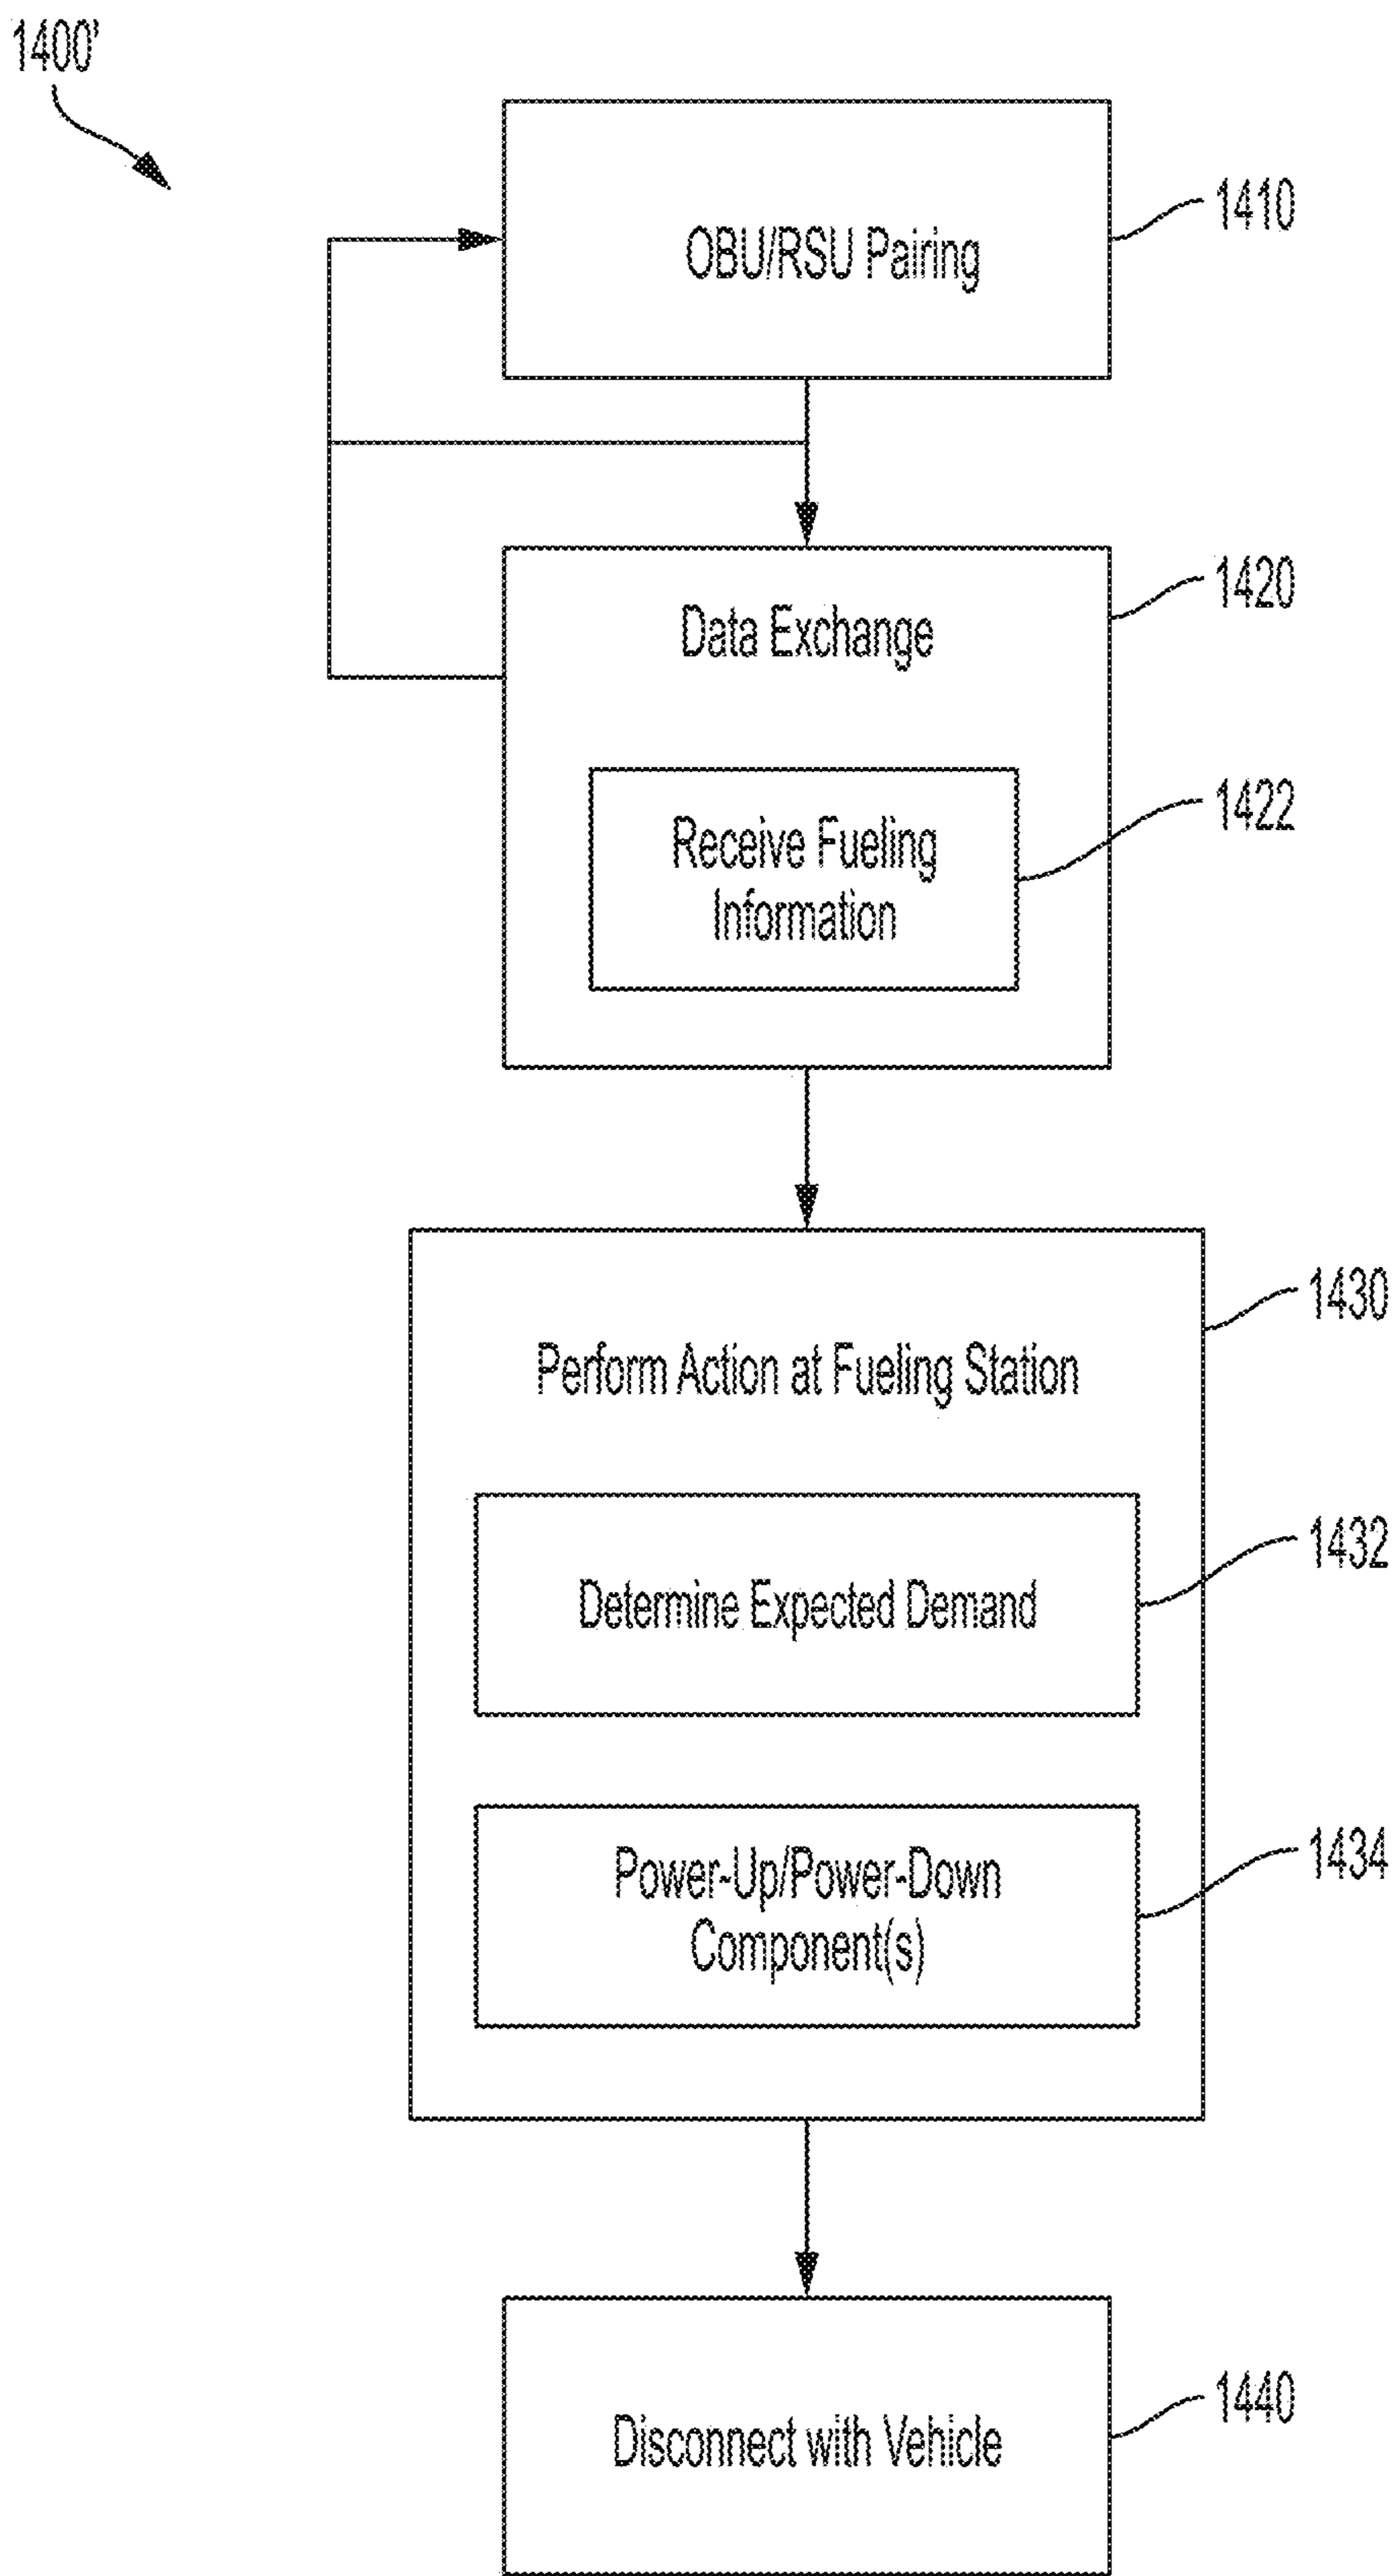 1400'
OBU/RSU Pairing
1410
Data Exchange
1420
Receive Fueling
Information
1422
Perform Action at Fueling Station
1430
Determine Expected Demand
1432
Power-Up/Power-Down
Component(s)
1434
Disconnect with Vehicle
1440